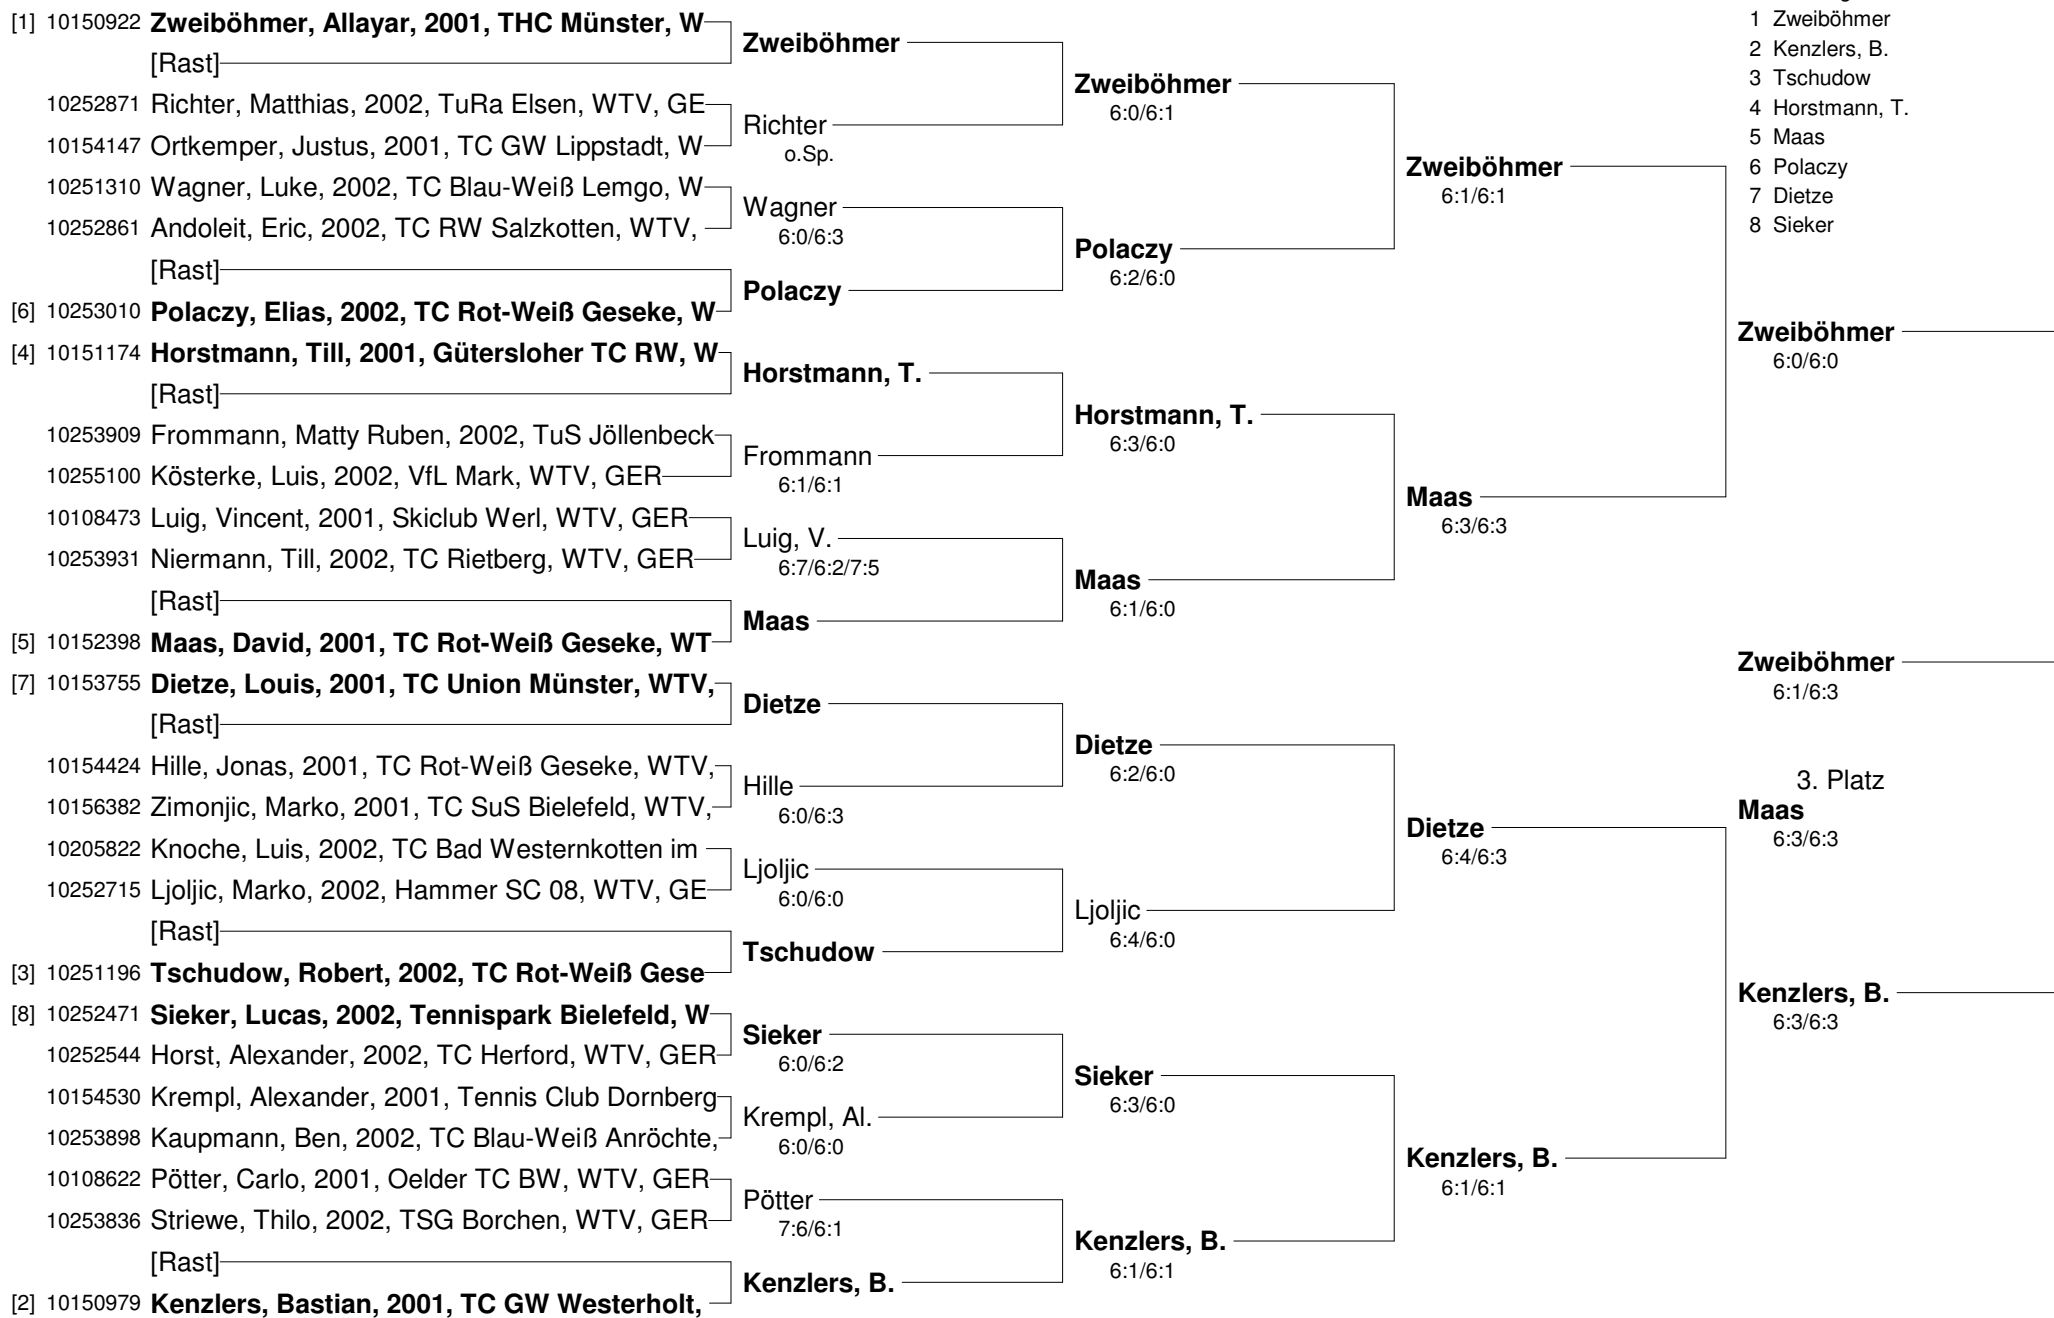 [1] 10150922 Zweiböhmer, Allayar, 2001, THC Münster, W
[Rast]
10252871 Richter, Matthias, 2002, TuRa Elsen, WTV, GE
10154147 Ortkemper, Justus, 2001, TC GW Lippstadt, W
10251310 Wagner, Luke, 2002, TC Blau-Weiß Lemgo, W
10252861 Andoleit, Eric, 2002, TC RW Salzkotten, WTV,
[Rast]
[6] 10253010 Polaczy, Elias, 2002, TC Rot-Weiß Geseke, W
[4] 10151174 Horstmann, Till, 2001, Gütersloher TC RW, W
[Rast]
10253909 Frommann, Matty Ruben, 2002, TuS Jöllenbeck
10255100 Kösterke, Luis, 2002, VfL Mark, WTV, GER
10108473 Luig, Vincent, 2001, Skiclub Werl, WTV, GER
10253931 Niermann, Till, 2002, TC Rietberg, WTV, GER
[Rast]
[5] 10152398 Maas, David, 2001, TC Rot-Weiß Geseke, WT
[7] 10153755 Dietze, Louis, 2001, TC Union Münster, WTV,
[Rast]
10154424 Hille, Jonas, 2001, TC Rot-Weiß Geseke, WTV,
10156382 Zimonjic, Marko, 2001, TC SuS Bielefeld, WTV,
10205822 Knoche, Luis, 2002, TC Bad Westernkotten im
10252715 Ljoljic, Marko, 2002, Hammer SC 08, WTV, GE
[Rast]
[3] 10251196 Tschudow, Robert, 2002, TC Rot-Weiß Gese
[8] 10252471 Sieker, Lucas, 2002, Tennispark Bielefeld, W
10252544 Horst, Alexander, 2002, TC Herford, WTV, GER
10154530 Krempl, Alexander, 2001, Tennis Club Dornberg
10253898 Kaupmann, Ben, 2002, TC Blau-Weiß Anröchte,
10108622 Pötter, Carlo, 2001, Oelder TC BW, WTV, GER
10253836 Striewe, Thilo, 2002, TSG Borchen, WTV, GER
[Rast]
[2] 10150979 Kenzlers, Bastian, 2001, TC GW Westerholt,
Zweiböhmer
Richter
o.Sp.
Wagner
6:0/6:3
Polaczy
Horstmann, T.
Frommann
6:1/6:1
Luig, V.
6:7/6:2/7:5
Maas
Dietze
Hille
6:0/6:3
Ljoljic
6:0/6:0
Tschudow
Sieker
6:0/6:2
Krempl, Al.
6:0/6:0
Pötter
7:6/6:1
Kenzlers, B.
Zweiböhmer
6:0/6:1
Polaczy
6:2/6:0
Horstmann, T.
6:3/6:0
Maas
6:1/6:0
Dietze
6:2/6:0
Ljoljic
6:4/6:0
Sieker
6:3/6:0
Kenzlers, B.
6:1/6:1
Zweiböhmer
6:1/6:1
Maas
6:3/6:3
Dietze
6:4/6:3
Kenzlers, B.
6:1/6:1
1 Zweiböhmer
2 Kenzlers, B.
3 Tschudow
4 Horstmann, T.
5 Maas
6 Polaczy
7 Dietze
8 Sieker
Zweiböhmer
6:0/6:0
Zweiböhmer
6:1/6:3
3. Platz
Maas
6:3/6:3
Kenzlers, B.
6:3/6:3